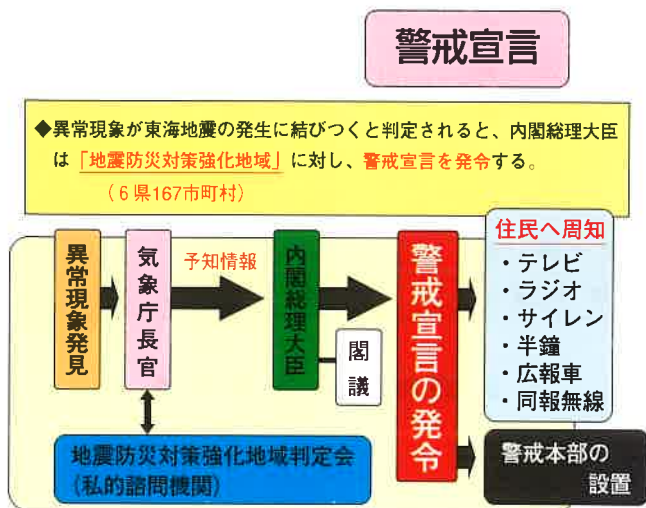 警戒宣言
◆異常現象が東海地震の発生に結びつくと判定されると、内閣総理大臣
は「地震防災対策強化地域」に対し、警戒宣言を発令する。
（６県167市町村）
異常現象発見
気象庁長官
予知情報
内閣総理大臣
閣議
警戒宣言の発令
住民へ周知
・テレビ
・ラジオ
・サイレン
・半鐘
・広報車
・同報無線
地震防災対策強化地域判定会
(私的諮問機関)
警戒本部の
設置